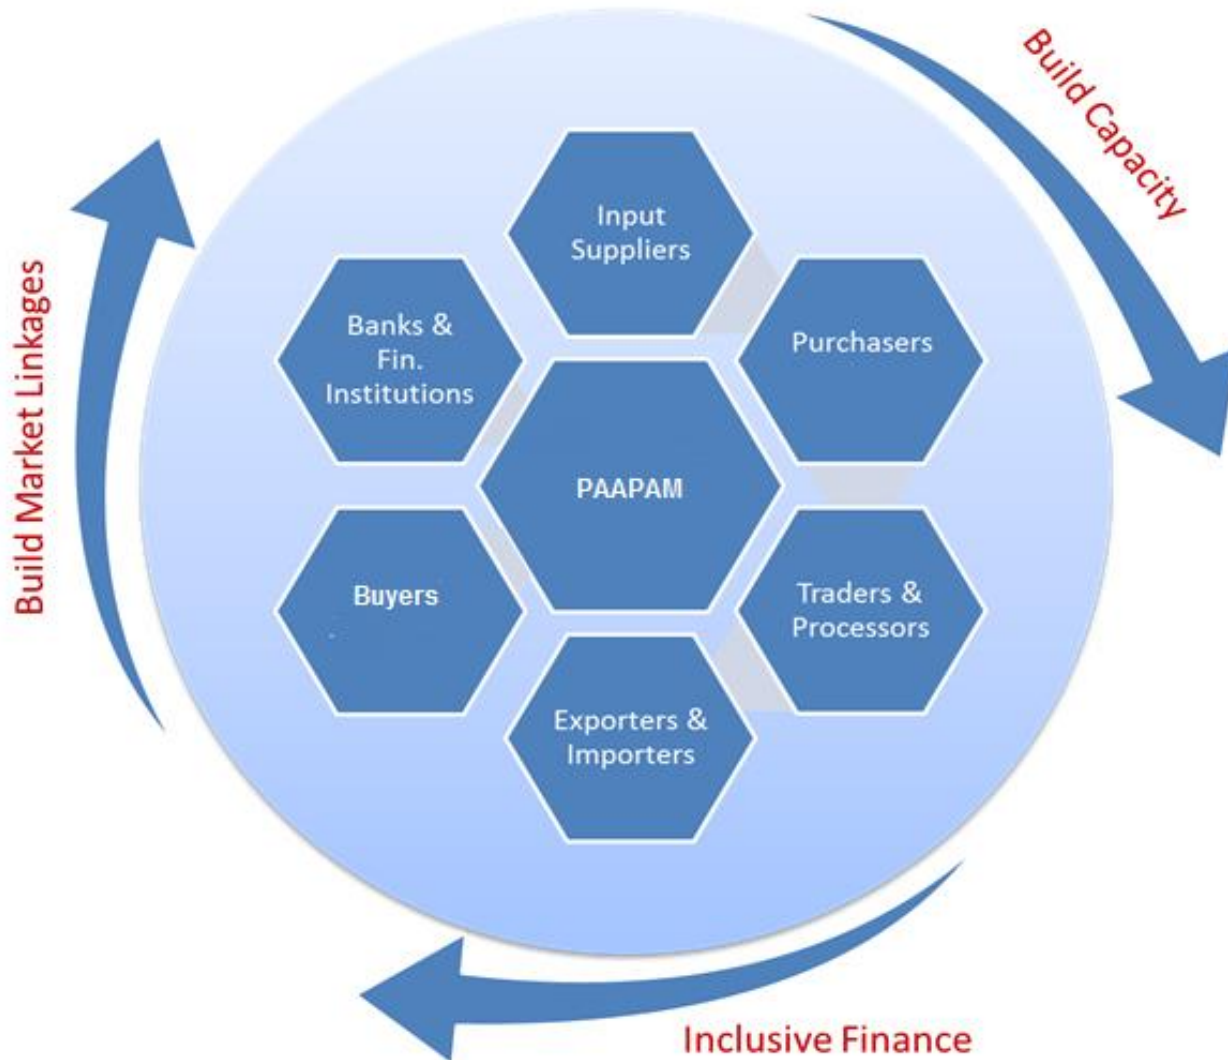 Build Capacity
Input
Suppliers
Banks &
Fin.
Institutions
Purchasers
Build Market Linkages
PAAPAM
Buyers
Traders &
Processors
Exporters &
Importers
Inclusive Finance